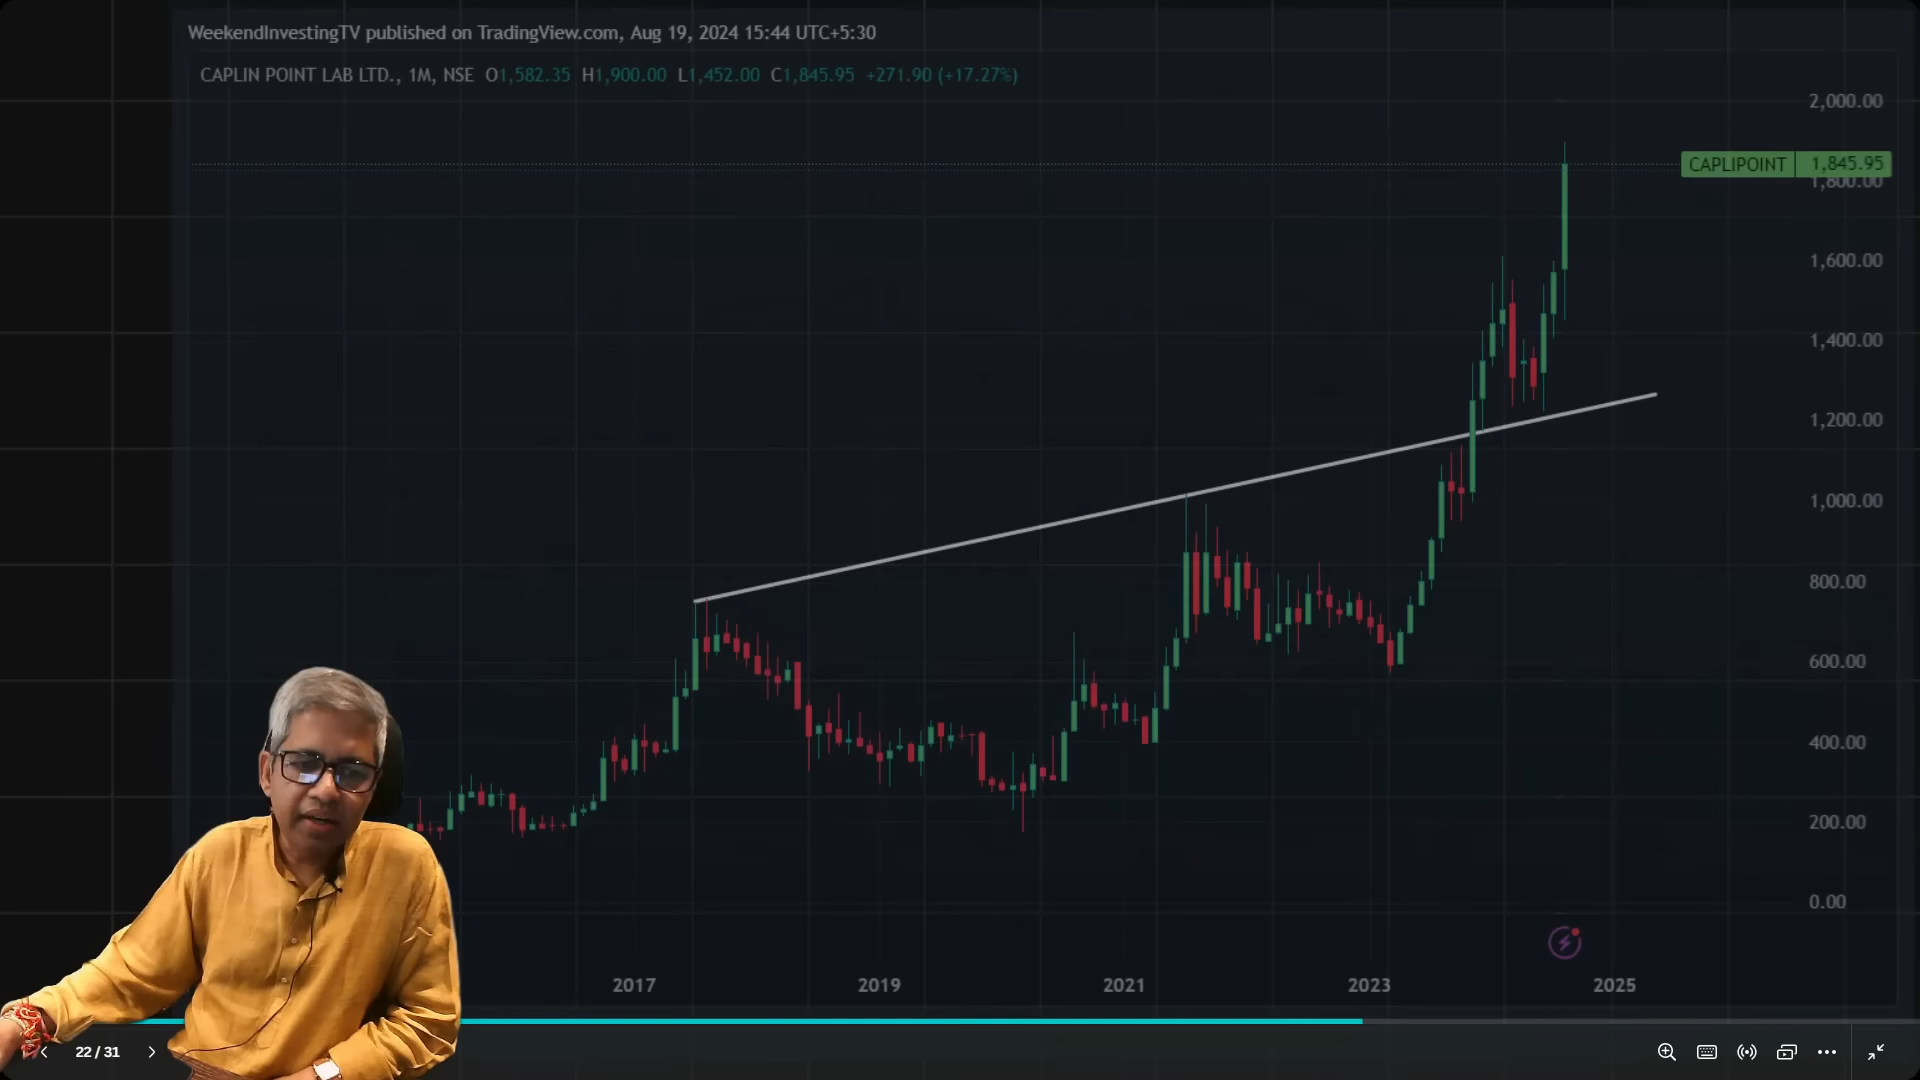 WeekendInvestingTV published on TradingView.com, Aug 19, 2024 15:44 UTC+5:30
CAPLIN POINT LAB LTD., 1M, NSE O1,582.35 H1,900.00 L1,452.00 C1,845.95 +271.90 (+17.27%)
2,000.00
CAPLIPOINT 1,845.95
1,800.00
1,600.00
1,400.00
1,200.00
1,000.00
800.00
600.00
400.00
200.00
0.00
2017 2019 2021 2023 2025
22 / 31